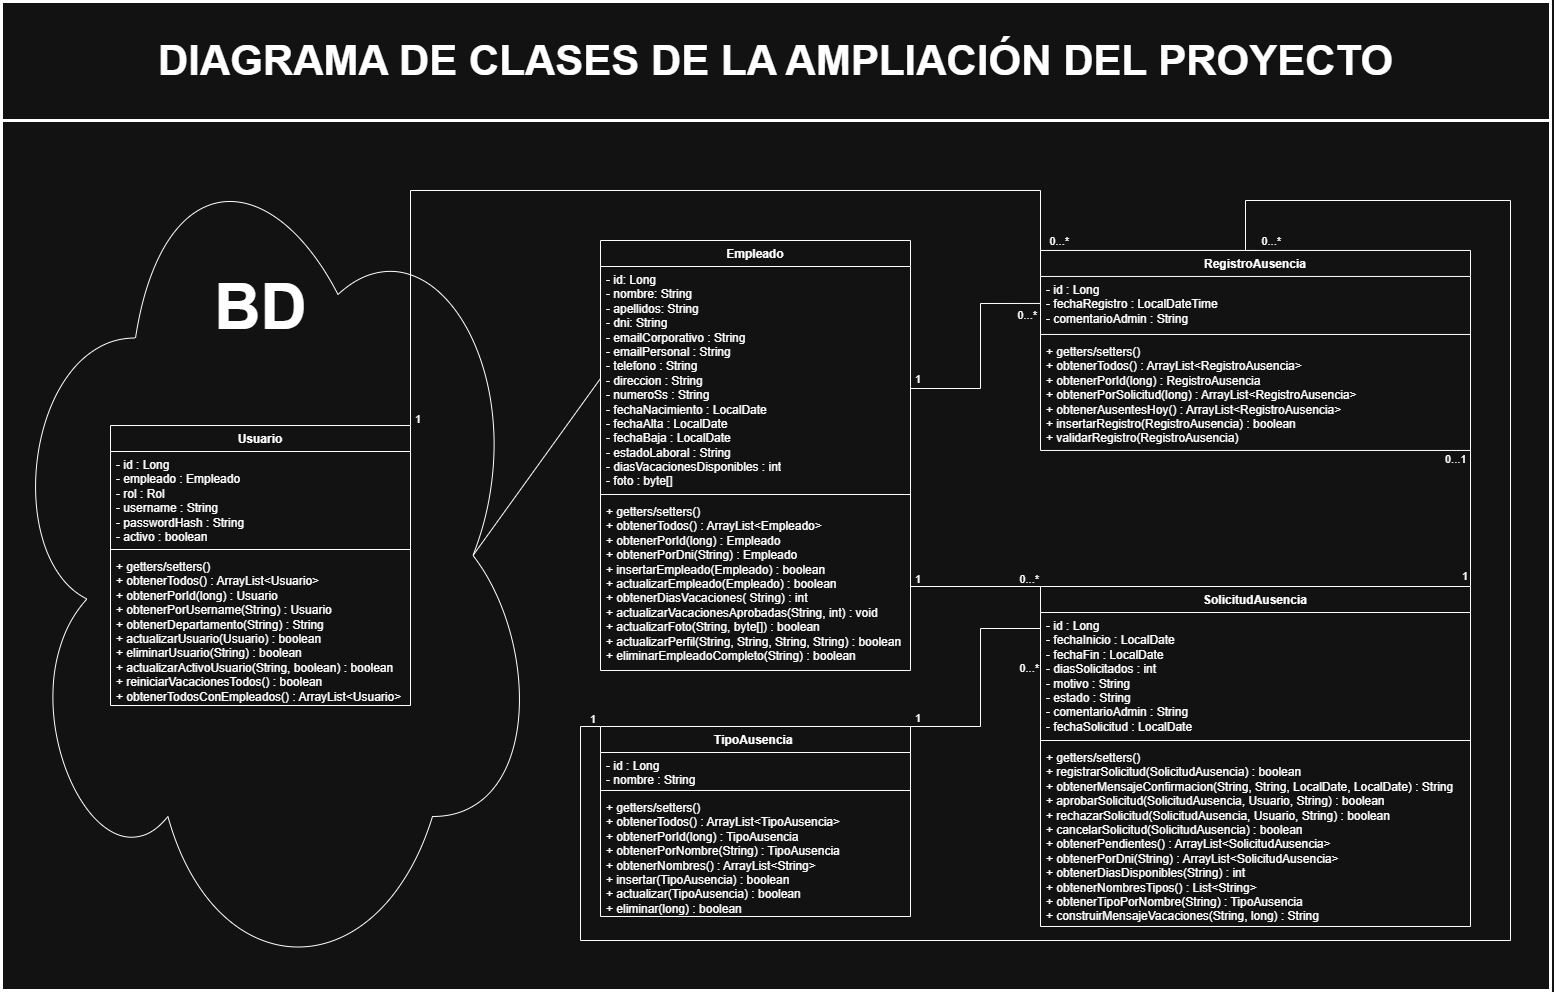 DIAGRAMA DE CLASES DE LA AMPLIACIÓN DEL PROYECTO
BD
1
Usuario
- id : Long
- empleado : Empleado
- rol : Rol
- username : String
- passwordHash : String
- activo : boolean
+ getters/setters()
+ obtenerTodos() : ArrayList<Usuario>
+ obtenerPorId(long) : Usuario
+ obtenerPorUsername(String) : Usuario
+ obtenerDepartamento(String) : String
+ actualizarUsuario(Usuario) : boolean
+ eliminarUsuario(String) : boolean
+ actualizarActivoUsuario(String, boolean) : boolean
+ reiniciarVacacionesTodos() : boolean
+ obtenerTodosConEmpleados() : ArrayList<Usuario>
Empleado
- id: Long
- nombre: String
- apellidos: String
- dni: String
- emailCorporativo : String
- emailPersonal : String
- telefono : String
- direccion : String
- numeroSs : String
- fechaNacimiento : LocalDate
- fechaAlta : LocalDate
- fechaBaja : LocalDate
- estadoLaboral : String
- diasVacacionesDisponibles : int
- foto : byte[]
+ getters/setters()
+ obtenerTodos() : ArrayList<Empleado>
+ obtenerPorId(long) : Empleado
+ obtenerPorDni(String) : Empleado
+ insertarEmpleado(Empleado) : boolean
+ actualizarEmpleado(Empleado) : boolean
+ obtenerDiasVacaciones( String) : int
+ actualizarVacacionesAprobadas(String, int) : void
+ actualizarFoto(String, byte[]) : boolean
+ actualizarPerfil(String, String, String, String) : boolean
+ eliminarEmpleadoCompleto(String) : boolean
1
0...*
1
0...*
0...*
0...*
RegistroAusencia
- id : Long
- fechaRegistro : LocalDateTime
- comentarioAdmin : String
+ getters/setters()
+ obtenerTodos() : ArrayList<RegistroAusencia>
+ obtenerPorId(long) : RegistroAusencia
+ obtenerPorSolicitud(long) : ArrayList<RegistroAusencia>
+ obtenerAusentesHoy() : ArrayList<RegistroAusencia>
+ insertarRegistro(RegistroAusencia) : boolean
+ validarRegistro(RegistroAusencia)
0...1
1
1
1
0...*
TipoAusencia
- id : Long
- nombre : String
+ getters/setters()
+ obtenerTodos() : ArrayList<TipoAusencia>
+ obtenerPorId(long) : TipoAusencia
+ obtenerPorNombre(String) : TipoAusencia
+ obtenerNombres() : ArrayList<String>
+ insertar(TipoAusencia) : boolean
+ actualizar(TipoAusencia) : boolean
+ eliminar(long) : boolean
SolicitudAusencia
- id : Long
- fechaInicio : LocalDate
- fechaFin : LocalDate
- diasSolicitados : int
- motivo : String
- estado : String
- comentarioAdmin : String
- fechaSolicitud : LocalDate
+ getters/setters()
+ registrarSolicitud(SolicitudAusencia) : boolean
+ obtenerMensajeConfirmacion(String, String, LocalDate, LocalDate) : String
+ aprobarSolicitud(SolicitudAusencia, Usuario, String) : boolean
+ rechazarSolicitud(SolicitudAusencia, Usuario, String) : boolean
+ cancelarSolicitud(SolicitudAusencia) : boolean
+ obtenerPendientes() : ArrayList<SolicitudAusencia>
+ obtenerPorDni(String) : ArrayList<SolicitudAusencia>
+ obtenerDiasDisponibles(String) : int
+ obtenerNombresTipos() : List<String>
+ obtenerTipoPorNombre(String) : TipoAusencia
+ construirMensajeVacaciones(String, long) : String